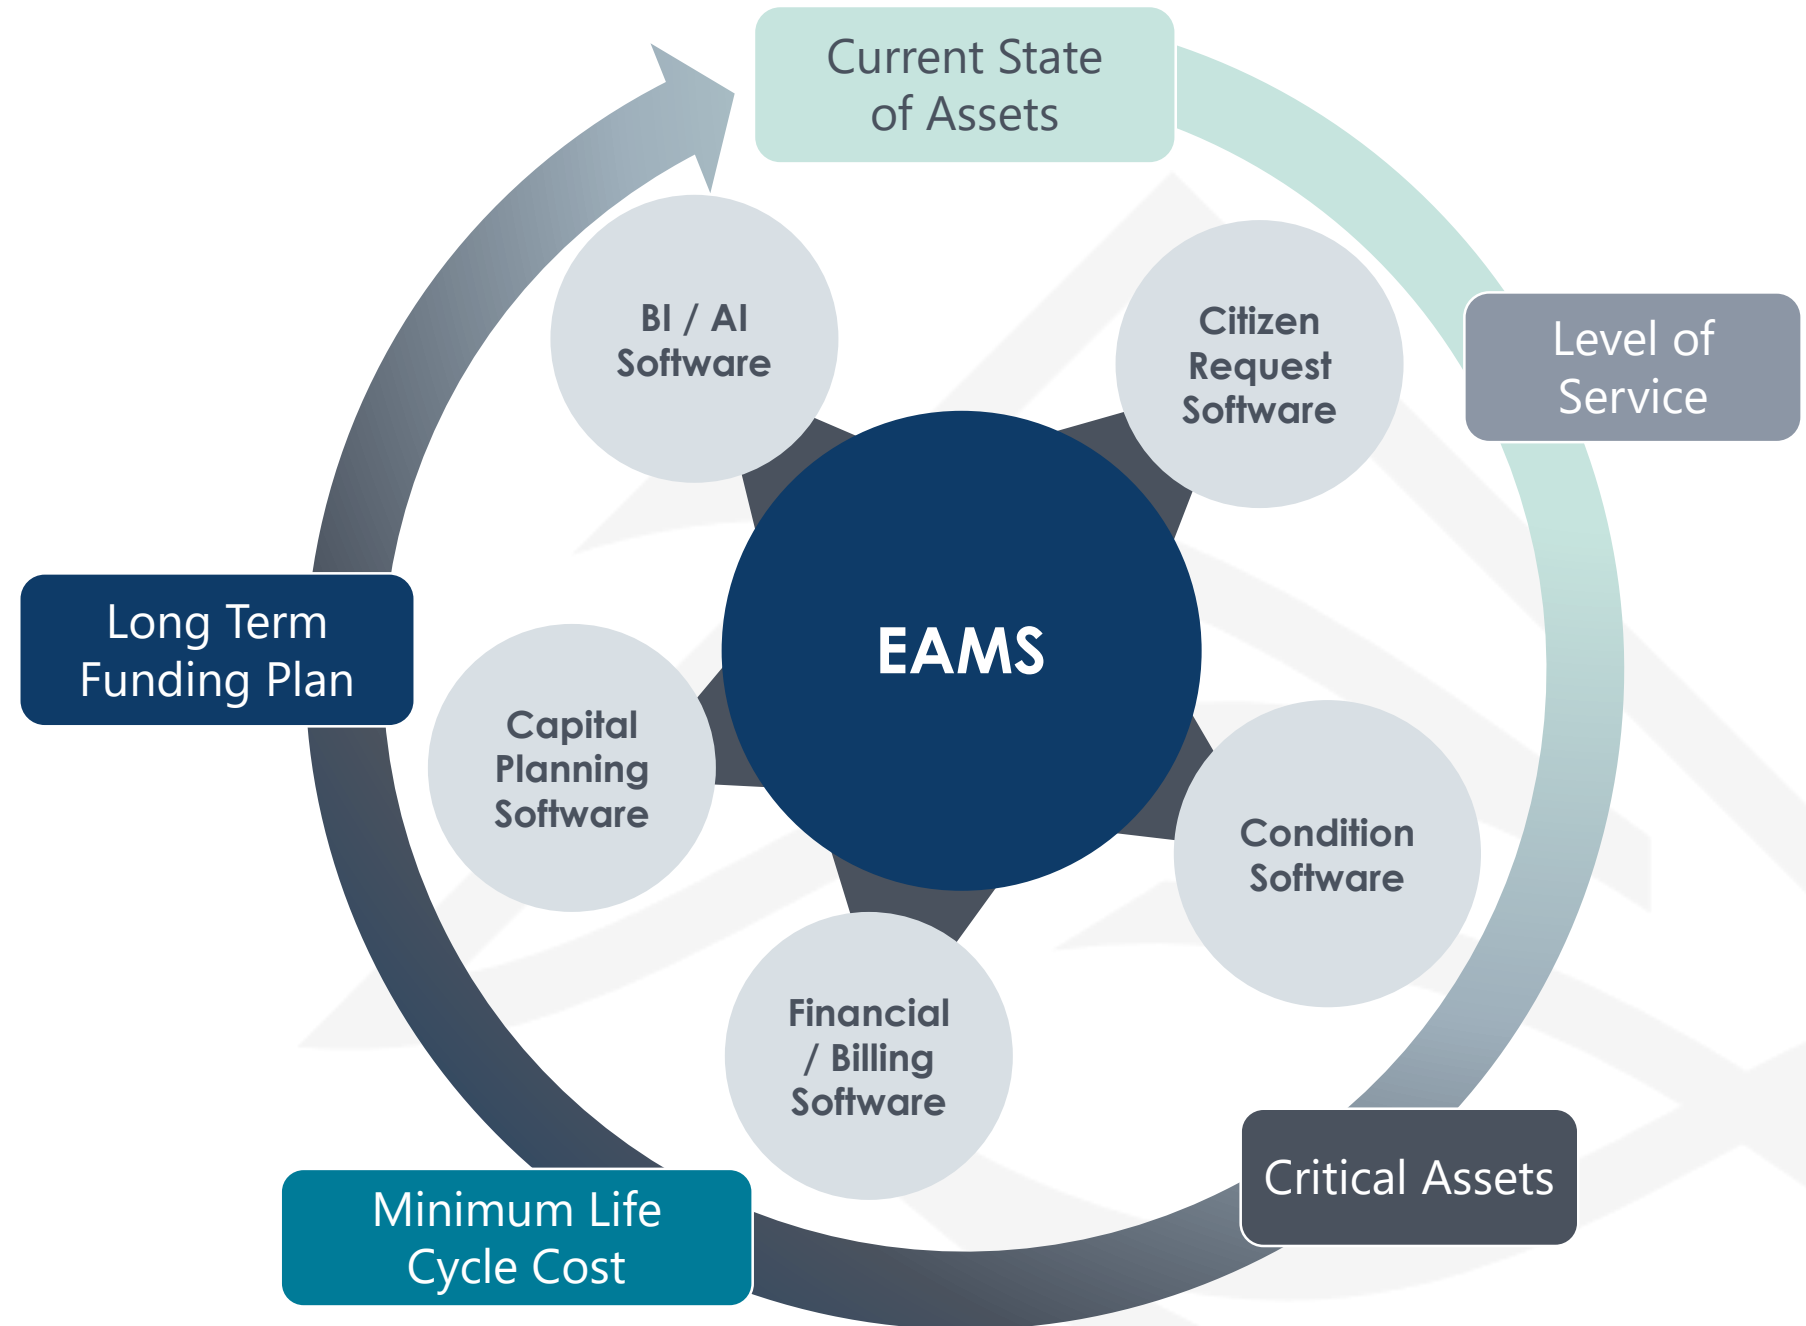 Current State
of Assets
BI / AI
Software
Citizen
Request
Software
Level of
Service
EAMS
Long Term
Funding Plan
Capital
Planning
Software
Condition
Software
Financial
/ Billing
Software
Critical Assets
Minimum Life
Cycle Cost